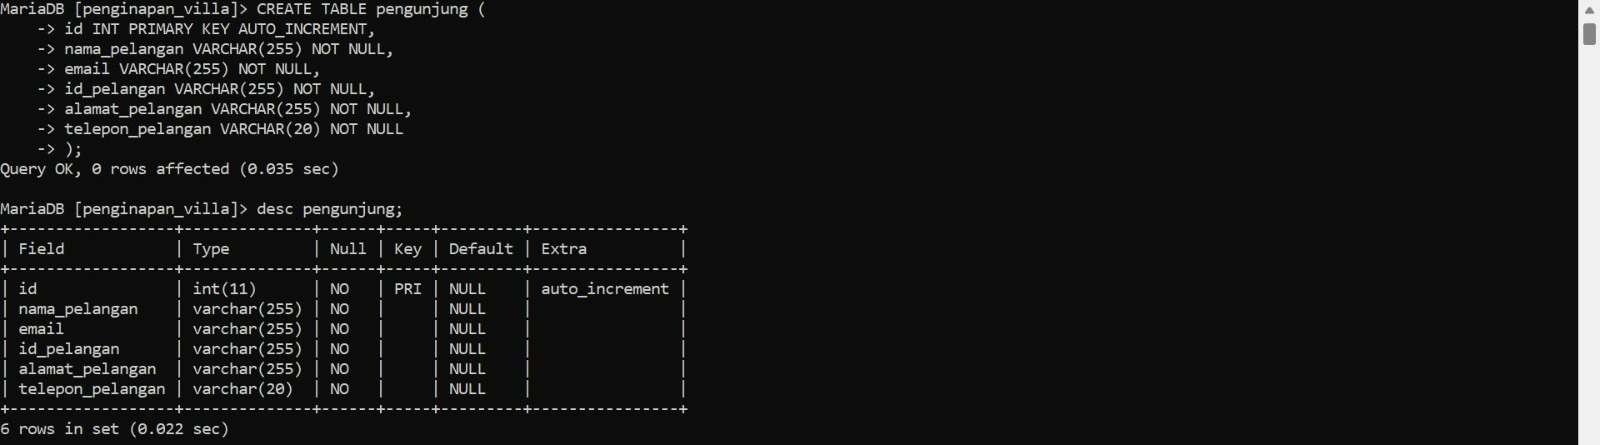 MariaDB [penginapan_villa]> CREATE TABLE pengunjung (
    -> id INT PRIMARY KEY AUTO_INCREMENT,
    -> nama_pelangan VARCHAR(255) NOT NULL,
    -> email VARCHAR(255) NOT NULL,
    -> id_pelangan VARCHAR(255) NOT NULL,
    -> alamat_pelangan VARCHAR(255) NOT NULL,
    -> telepon_pelangan VARCHAR(20) NOT NULL
    -> );
Query OK, 0 rows affected (0.035 sec)

MariaDB [penginapan_villa]> desc pengunjung;
+------------------+--------------+------+-----+---------+----------------+
| Field            | Type         | Null | Key | Default | Extra          |
+------------------+--------------+------+-----+---------+----------------+
| id               | int(11)      | NO   | PRI | NULL    | auto_increment |
| nama_pelangan    | varchar(255) | NO   |     | NULL    |                |
| email            | varchar(255) | NO   |     | NULL    |                |
| id_pelangan      | varchar(255) | NO   |     | NULL    |                |
| alamat_pelangan  | varchar(255) | NO   |     | NULL    |                |
| telepon_pelangan | varchar(20)  | NO   |     | NULL    |                |
+------------------+--------------+------+-----+---------+----------------+
6 rows in set (0.022 sec)